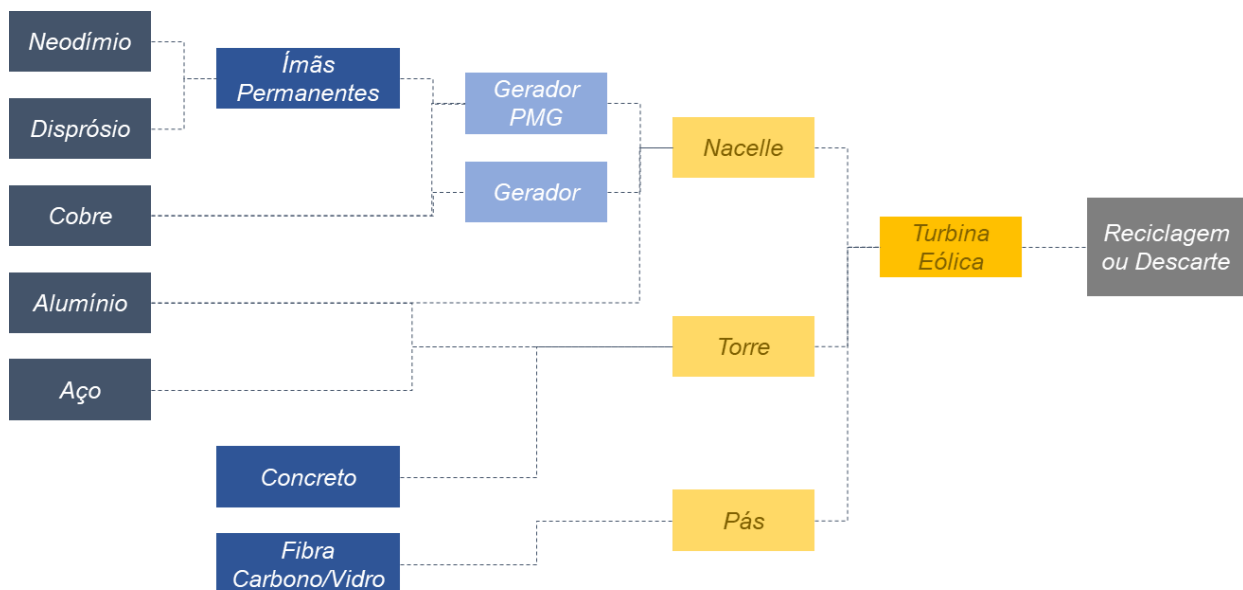 Neodímio
Disprósio
Cobre
Alumínio
Aço
Ímãs
Permanentes
Concreto
Fibra
Carbono/Vidro
Gerador
PMG
Gerador
Nacelle
Torre
Pás
Turbina
Eólica
Reciclagem
ou Descarte